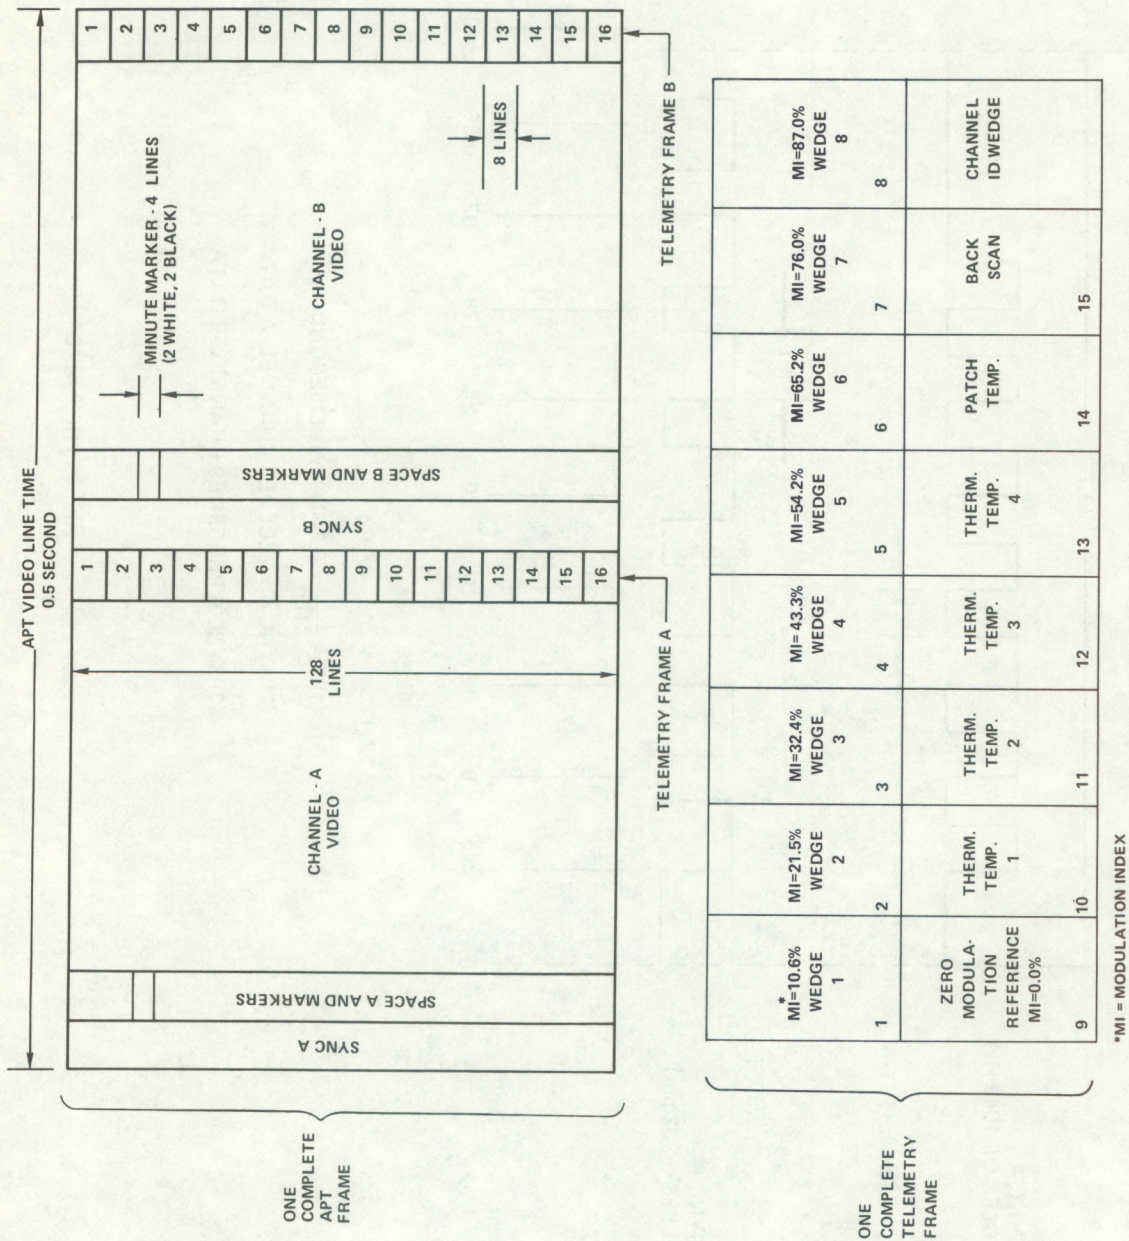 APT VIDEO LINE TIME
0.5 SECOND
ONE
COMPLETE
APT
FRAME
SYNC A
SPACE A AND MARKERS
CHANNEL - A
VIDEO
128
LINES
1
2
3
4
5
6
7
8
9
10
11
12
13
14
15
16
TELEMETRY FRAME A
SYNC B
SPACE B AND MARKERS
MINUTE MARKER - 4 LINES
(2 WHITE, 2 BLACK)
CHANNEL - B
VIDEO
8 LINES
1
2
3
4
5
6
7
8
9
10
11
12
13
14
15
16
TELEMETRY FRAME B
ONE
COMPLETE
TELEMETRY
FRAME
*
MI=10.6%
WEDGE
1
1
MI=21.5%
WEDGE
2
2
MI=32.4%
WEDGE
3
3
MI= 43.3%
WEDGE
4
4
MI=54.2%
WEDGE
5
5
MI=65.2%
WEDGE
6
6
MI=76.0%
WEDGE
7
7
MI=87.0%
WEDGE
8
8
ZERO
MODULA-
TION
REFERENCE
MI=0.0%
9
THERM.
TEMP.
1
10
THERM.
TEMP.
2
11
THERM.
TEMP.
3
12
THERM.
TEMP.
4
13
PATCH
TEMP.
14
BACK
SCAN
15
CHANNEL
ID WEDGE
*MI = MODULATION INDEX